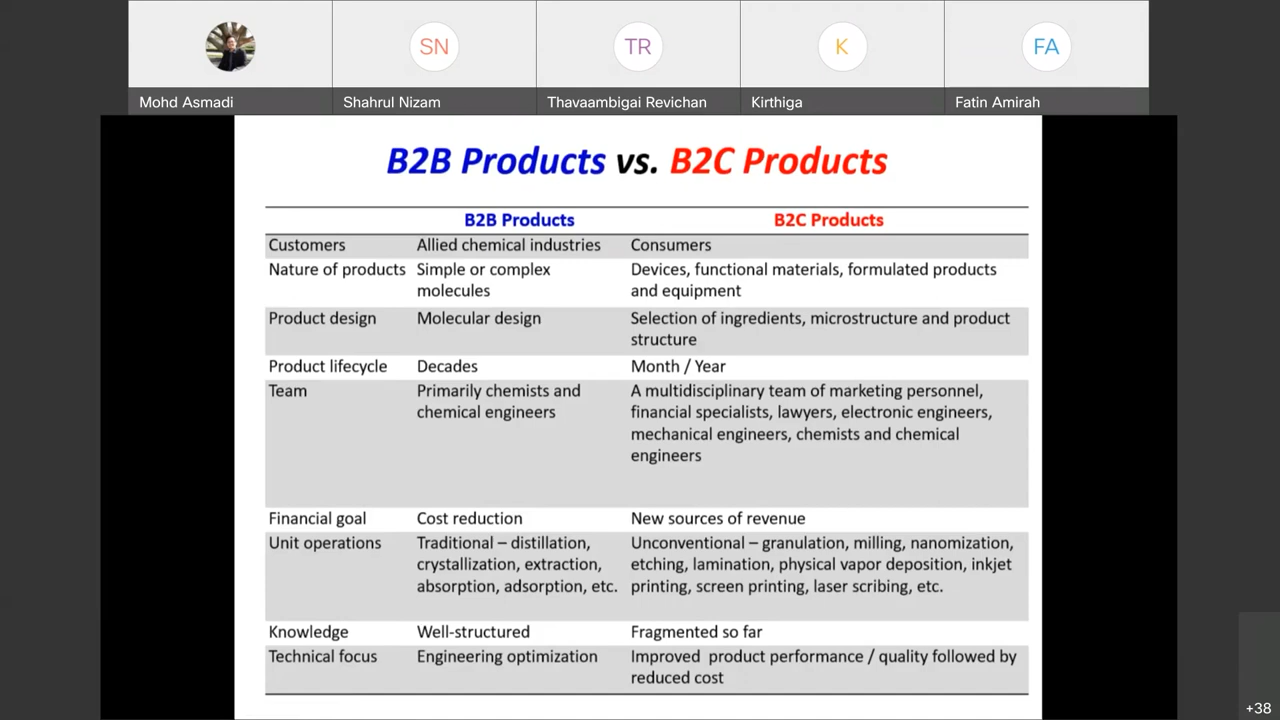 SN
TR
K
FA
Mohd Asmadi
Shahrul Nizam
Thavaambigai Revichan
Kirthiga
Fatin Amirah
B2B Products vs. B2C Products
B2B Products
B2C Products
Customers
Allied chemical industries
Consumers
Nature of products
Simple or complex
molecules
Devices, functional materials, formulated products
and equipment
Product design
Molecular design
Selection of ingredients, microstructure and product
structure
Product lifecycle
Decades
Month / Year
Team
Primarily chemists and
chemical engineers
A multidisciplinary team of marketing personnel,
financial specialists, lawyers, electronic engineers,
mechanical engineers, chemists and chemical
engineers
Financial goal
Cost reduction
New sources of revenue
Unit operations
Traditional – distillation,
crystallization, extraction,
absorption, adsorption, etc.
Unconventional – granulation, milling, nanomization,
etching, lamination, physical vapor deposition, inkjet
printing, screen printing, laser scribing, etc.
Knowledge
Well-structured
Fragmented so far
Technical focus
Engineering optimization
Improved product performance / quality followed by
reduced cost
+38